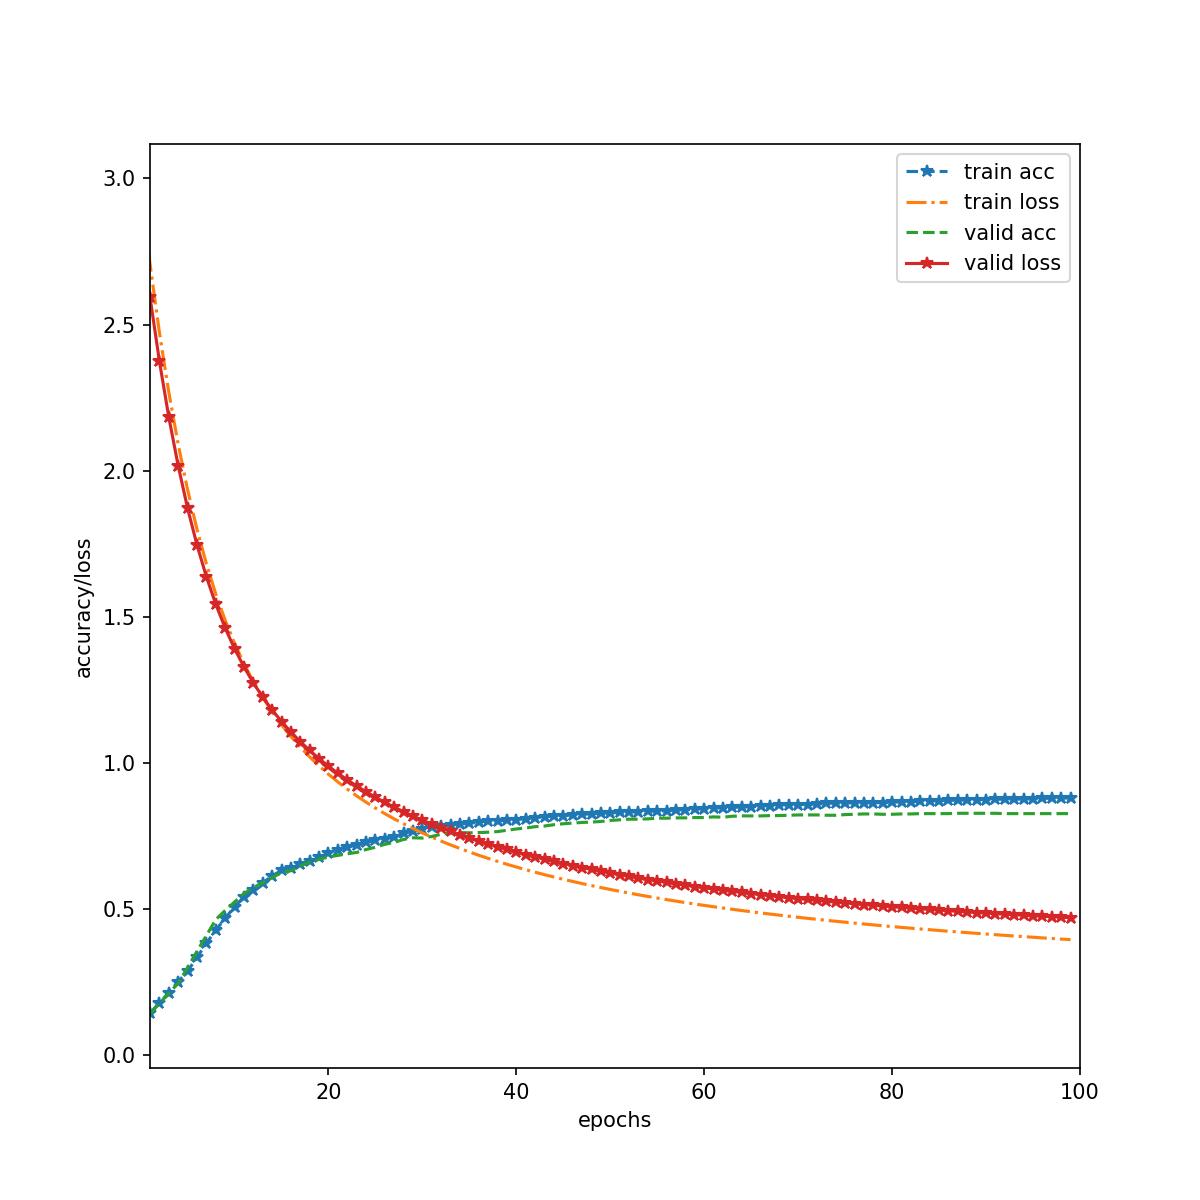 train acc
train loss
valid acc
valid loss
3.0
2.5
2.0
1.5
1.0
0.5
0.0
accuracy/loss
20 40 60 80 100
epochs